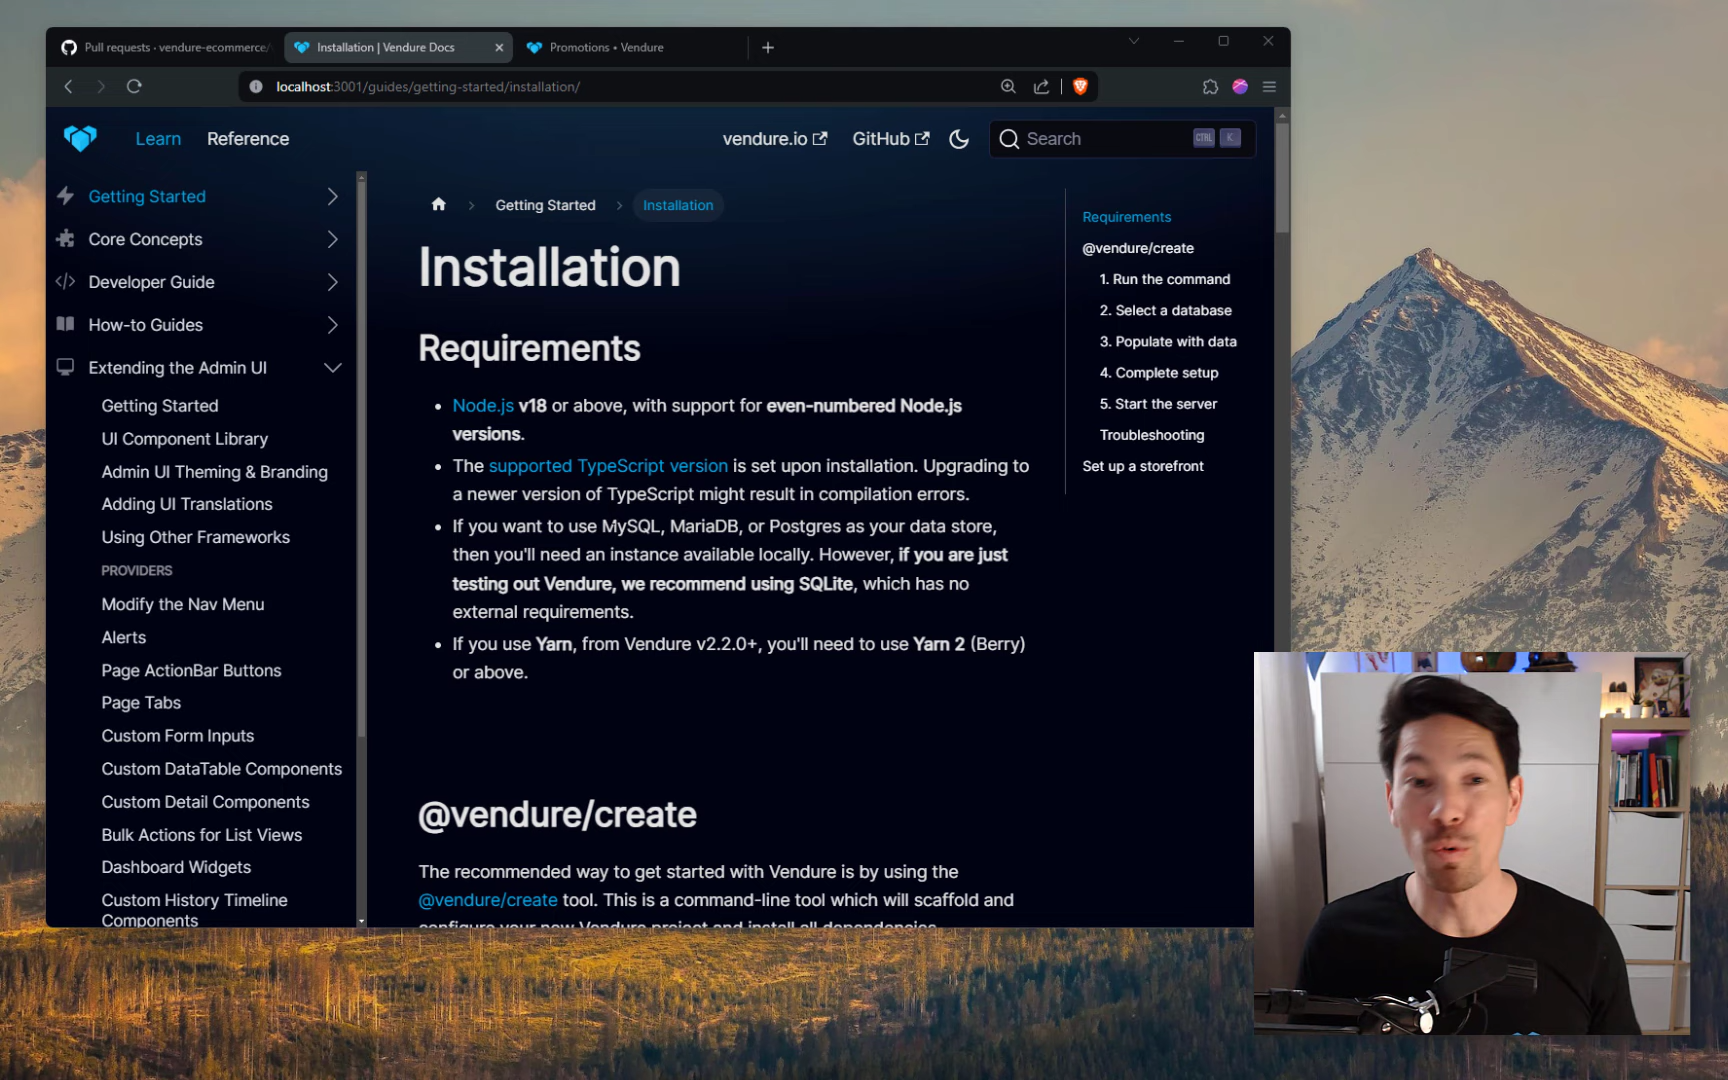 Pull requests · vendure-ecommerce/
Installation | Vendure Docs
Promotions • Vendure
localhost:3001/guides/getting-started/installation/
Learn
Reference
vendure.io
GitHub
Search
CTRL
K
Getting Started
Core Concepts
Developer Guide
How-to Guides
Extending the Admin UI
Getting Started
UI Component Library
Admin UI Theming & Branding
Adding UI Translations
Using Other Frameworks
PROVIDERS
Modify the Nav Menu
Alerts
Page ActionBar Buttons
Page Tabs
Custom Form Inputs
Custom DataTable Components
Custom Detail Components
Bulk Actions for List Views
Dashboard Widgets
Custom History Timeline
Components
Getting Started
Installation
Installation
Requirements
Node.js v18 or above, with support for even-numbered Node.js
versions.
The supported TypeScript version is set upon installation. Upgrading to
a newer version of TypeScript might result in compilation errors.
If you want to use MySQL, MariaDB, or Postgres as your data store,
then you'll need an instance available locally. However, if you are just
testing out Vendure, we recommend using SQLite, which has no
external requirements.
If you use Yarn, from Vendure v2.2.0+, you'll need to use Yarn 2 (Berry)
or above.
@vendure/create
The recommended way to get started with Vendure is by using the
@vendure/create tool. This is a command-line tool which will scaffold and
configure your new Vendure project and install all dependencies.
Requirements
@vendure/create
1. Run the command
2. Select a database
3. Populate with data
4. Complete setup
5. Start the server
Troubleshooting
Set up a storefront